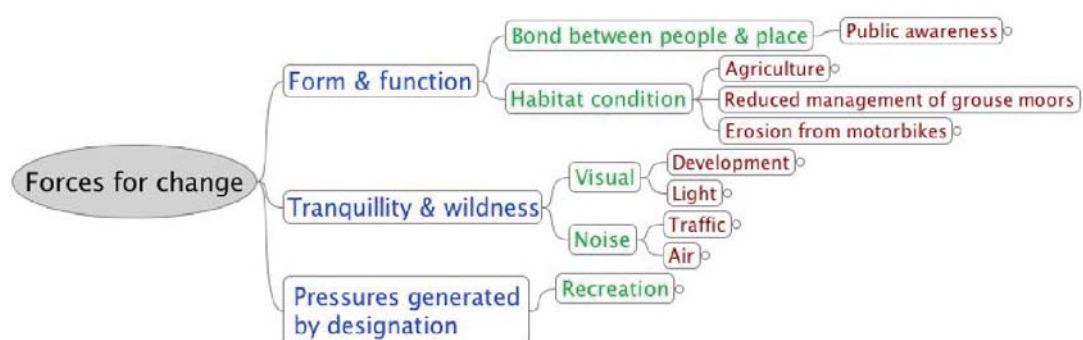 Forces for change
Form & function
Bond between people & place
Public awareness
Habitat condition
Agriculture
Reduced management of grouse moors
Erosion from motorbikes
Tranquillity & wildness
Visual
Development
Light
Noise
Traffic
Air
Pressures generated
by designation
Recreation